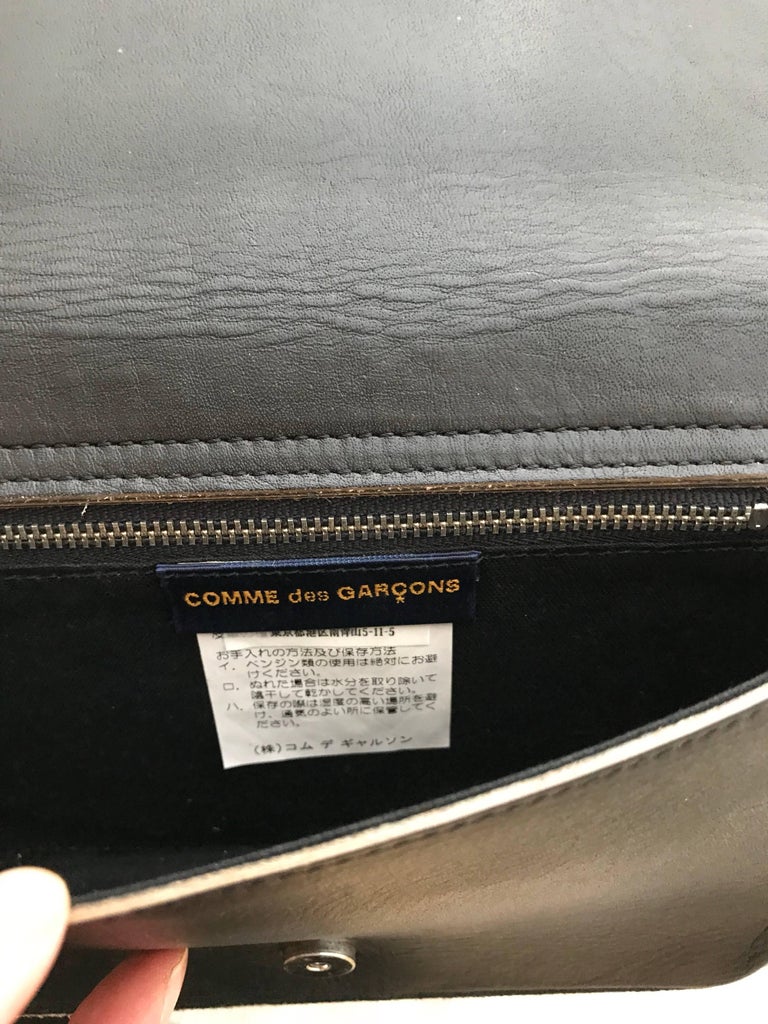 COMME des GARÇONS
東京都港区南青山5-11-5
お手入れの方法及び保存方法
イ. ベンジン類の使用は絶対にお避
けください。
ロ. ぬれた場合は水分を取り除いて
陰干して乾かしてください。
ハ. 保存の際は湿度の高い場所を避
け、通気のよい所に保管してく
ださい。
(株)コム デ ギャルソン